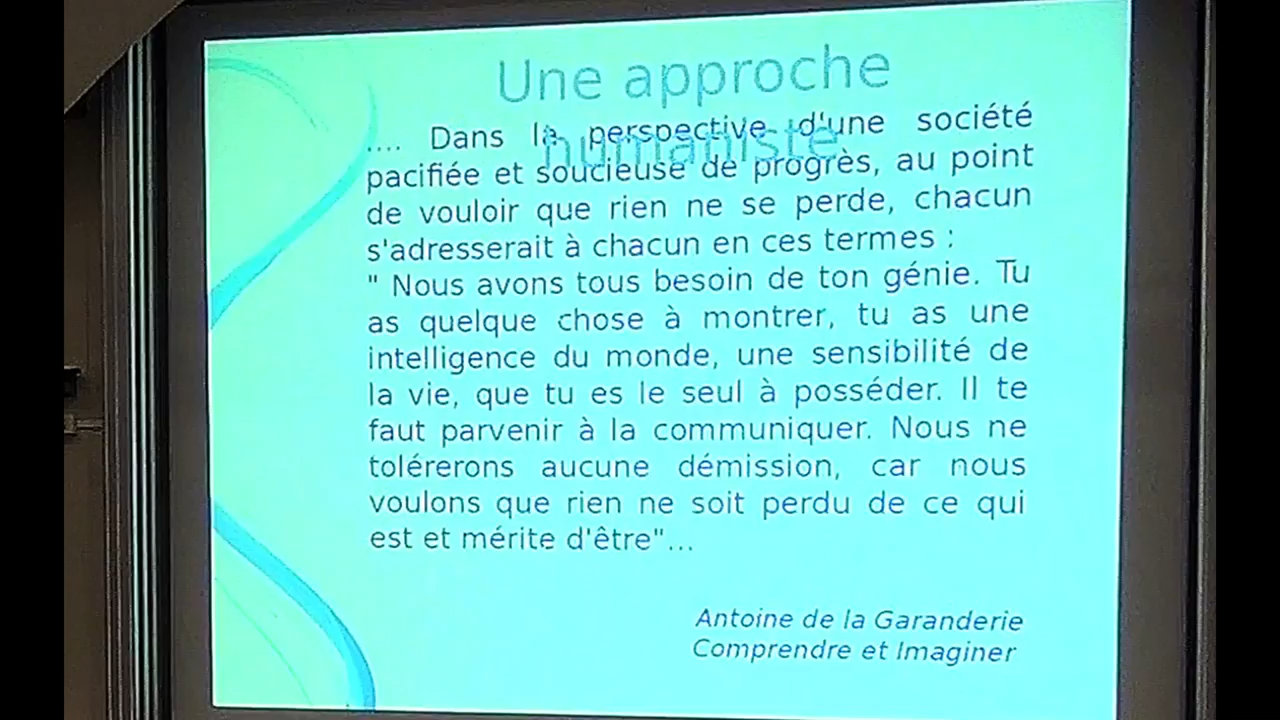 Une approche
humaniste
.... Dans la perspective d'une société
pacifiée et soucieuse de progrès, au point
de vouloir que rien ne se perde, chacun
s'adresserait à chacun en ces termes :
" Nous avons tous besoin de ton génie. Tu
as quelque chose à montrer, tu as une
intelligence du monde, une sensibilité de
la vie, que tu es le seul à posséder. Il te
faut parvenir à la communiquer. Nous ne
tolérerons aucune démission, car nous
voulons que rien ne soit perdu de ce qui
est et mérite d'être"...
Antoine de la Garanderie
Comprendre et Imaginer